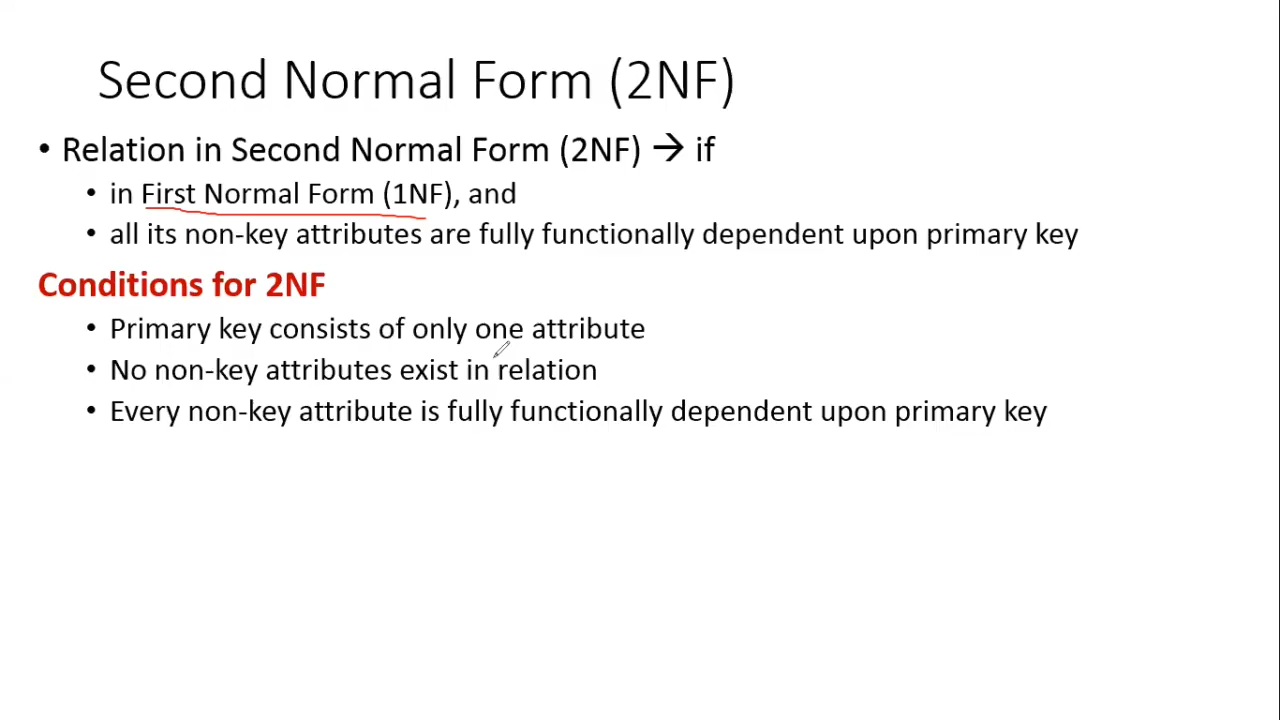 Second Normal Form (2NF)
• Relation in Second Normal Form (2NF) → if
• in First Normal Form (1NF), and
• all its non-key attributes are fully functionally dependent upon primary key
Conditions for 2NF
• Primary key consists of only one attribute
• No non-key attributes exist in relation
• Every non-key attribute is fully functionally dependent upon primary key